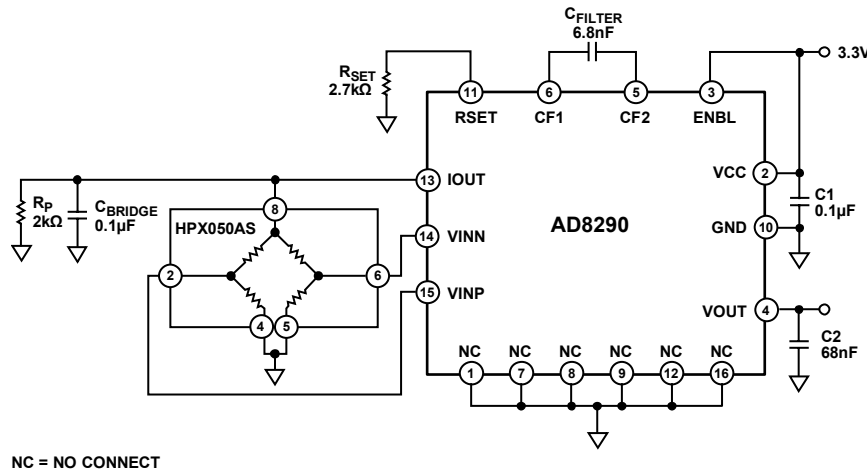 CFILTER
6.8nF
3.3V
RSET
2.7kΩ
11
6
5
3
RSET
CF1
CF2
ENBL
13
IOUT
VCC
2
RP
2kΩ
CBRIDGE
0.1µF
8
HPX050AS
C1
0.1µF
14
VINN
AD8290
GND
10
2
6
15
VINP
VOUT
4
4
5
C2
68nF
NC
NC
NC
NC
NC
NC
1
7
8
9
12
16
NC = NO CONNECT